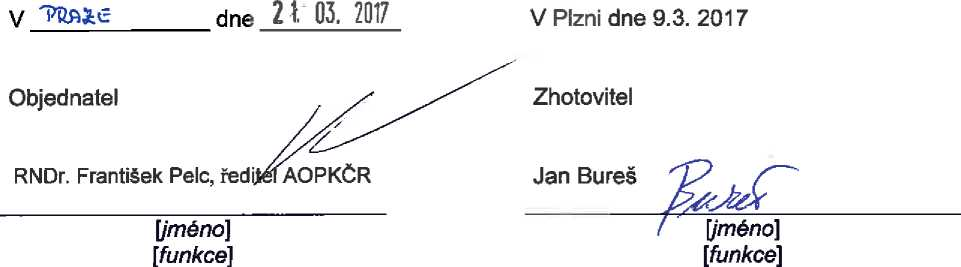 V PRAZE dne 21. 03. 2017
V Plzni dne 9.3. 2017
Objednatel
Zhotovitel
RNDr. František Pelc, ředitel AOPKČR
Jan Bureš
Bureš
[jméno]
[funkce]
[jméno]
[funkce]